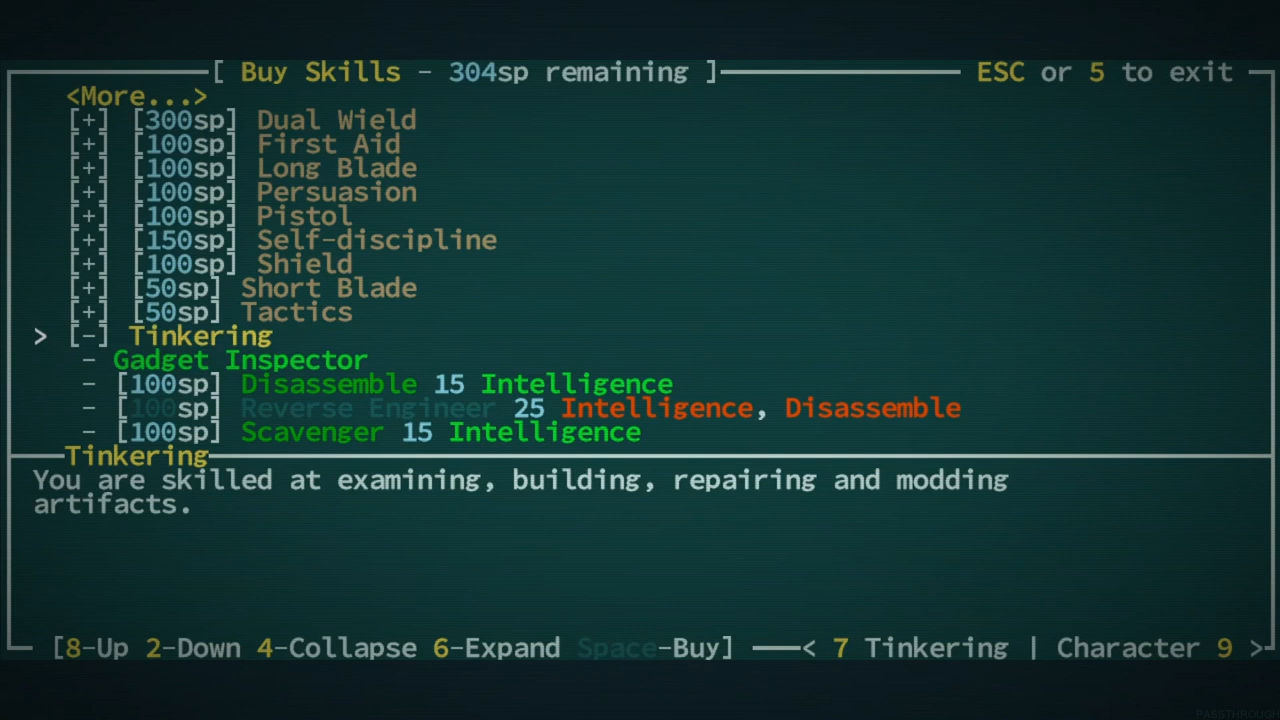 [ Buy Skills - 304sp remaining ] ESC or 5 to exit
<More...>
[+] [300sp] Dual Wield
[+] [100sp] First Aid
[+] [100sp] Long Blade
[+] [100sp] Persuasion
[+] [100sp] Pistol
[+] [150sp] Self-discipline
[+] [100sp] Shield
[+] [50sp] Short Blade
[+] [50sp] Tactics
> [-] Tinkering
- Gadget Inspector
- [100sp] Disassemble 15 Intelligence
- [100sp] Reverse Engineer 25 Intelligence, Disassemble
- [100sp] Scavenger 15 Intelligence
Tinkering
You are skilled at examining, building, repairing and modding
artifacts.
[8-Up 2-Down 4-Collapse 6-Expand Space-Buy] < 7 Tinkering | Character 9 >